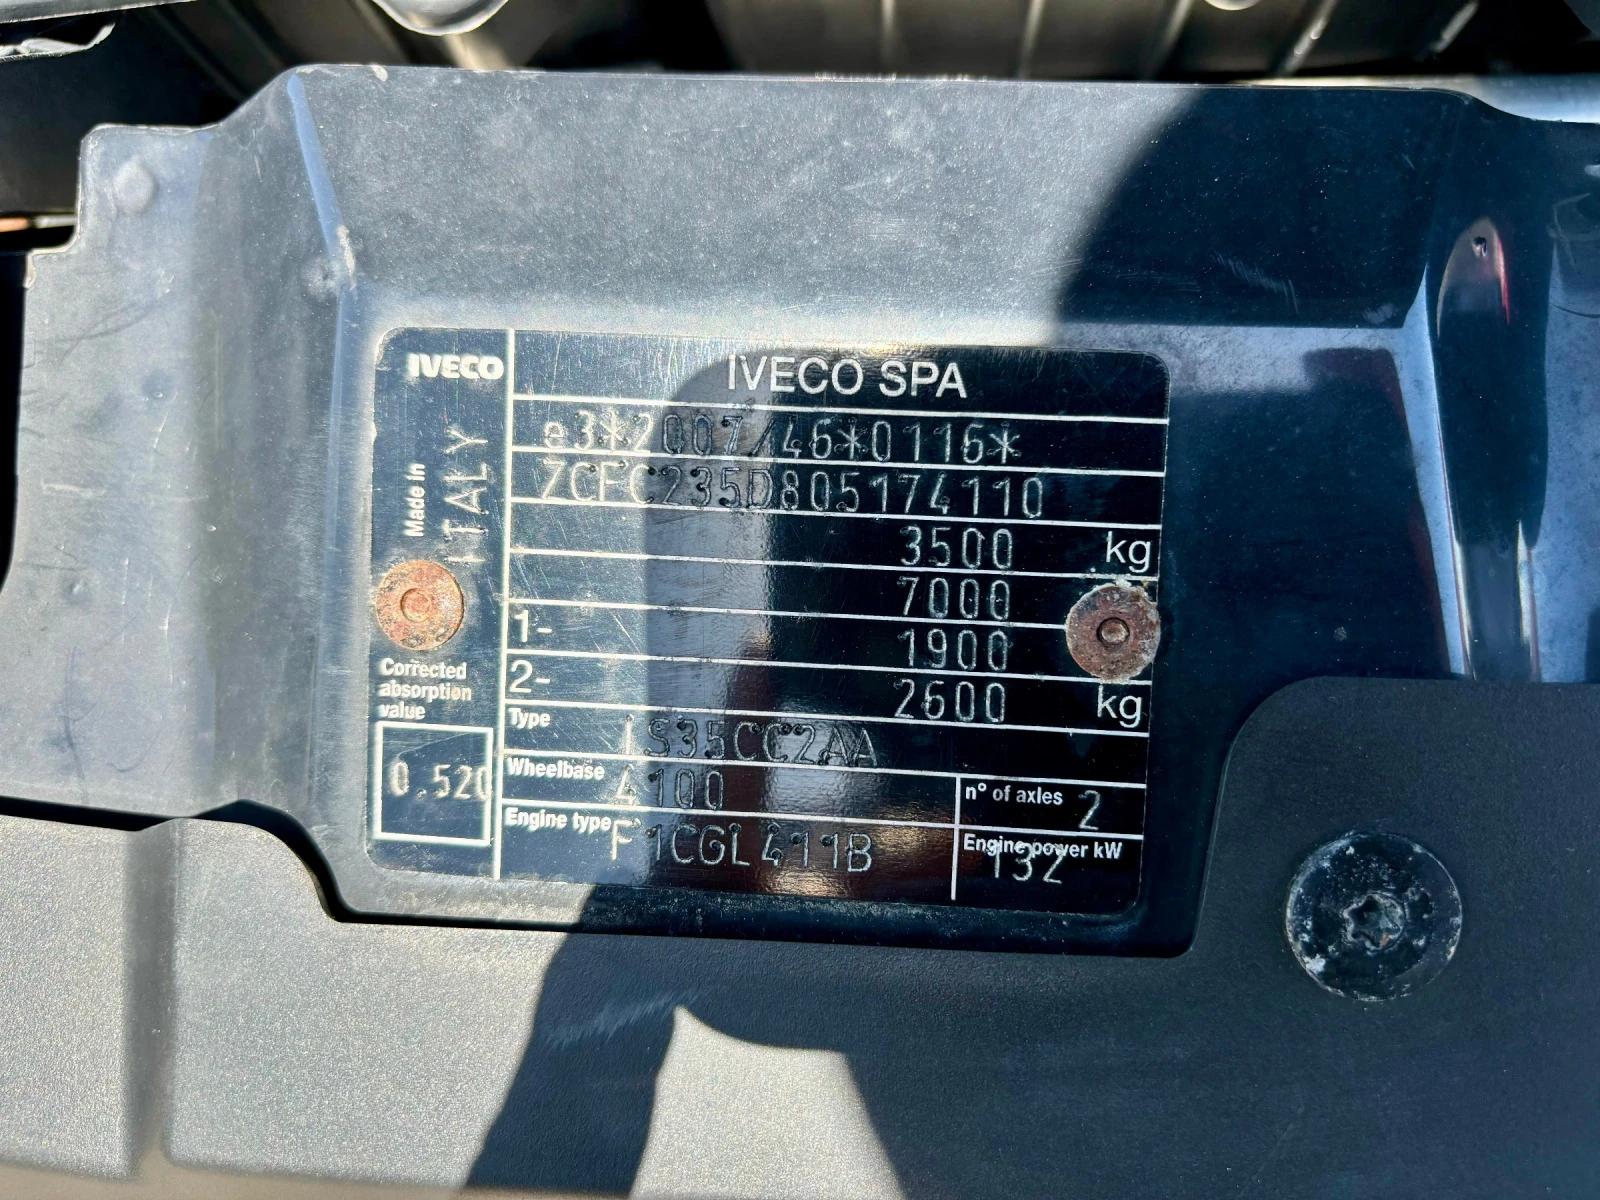 IVECO
IVECO SPA
e3*2007/46*0116*
ZCFC235D805174110
3500 kg
7000
1- 1900
2- 2600 kg
Type IS35CC2AA
Wheelbase 4100
n° of axles 2
Engine type F1CGL411B
Engine power kW 132
Made in
ITALY
Corrected
absorption
value
0.520